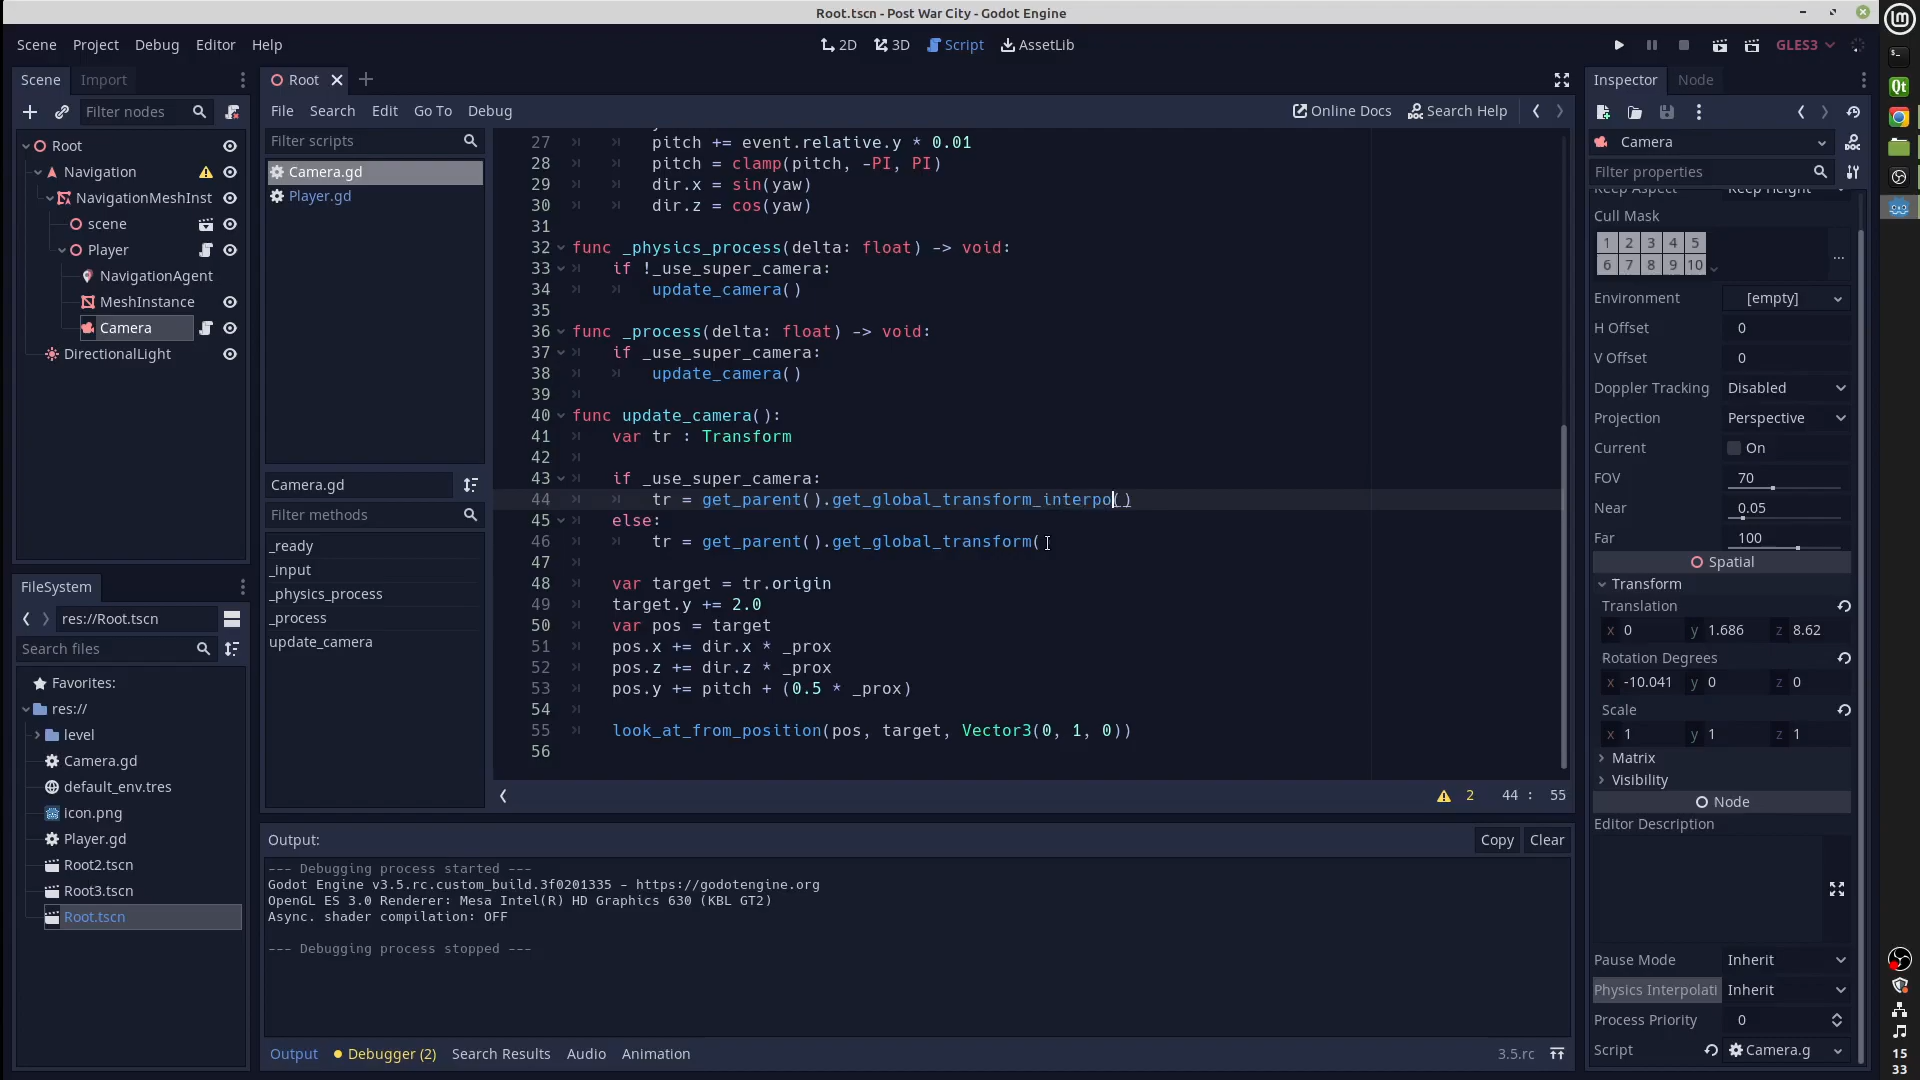 Root.tscn - Post War City - Godot Engine
Scene Project Debug Editor Help
2D 3D Script AssetLib
GLES3
Scene Import
Filter nodes
Root
Navigation
NavigationMeshInst
scene
Player
NavigationAgent
MeshInstance
Camera
DirectionalLight
FileSystem
res://Root.tscn
Search files
Favorites:
res://
level
Camera.gd
default_env.tres
icon.png
Player.gd
Root2.tscn
Root3.tscn
Root.tscn
Root
File Search Edit Go To Debug
Online Docs Search Help
Filter scripts
Camera.gd
Player.gd
Camera.gd
Filter methods
_ready
_input
_physics_process
_process
update_camera
27 pitch += event.relative.y * 0.01
28 pitch = clamp(pitch, -PI, PI)
29 dir.x = sin(yaw)
30 dir.z = cos(yaw)
31
32 func _physics_process(delta: float) -> void:
33 if !_use_super_camera:
34 update_camera()
35
36 func _process(delta: float) -> void:
37 if _use_super_camera:
38 update_camera()
39
40 func update_camera():
41 var tr : Transform
42
43 if _use_super_camera:
44 tr = get_parent().get_global_transform_interpo()
45 else:
46 tr = get_parent().get_global_transform(
47
48 var target = tr.origin
49 target.y += 2.0
50 var pos = target
51 pos.x += dir.x * _prox
52 pos.z += dir.z * _prox
53 pos.y += pitch + (0.5 * _prox)
54
55 look_at_from_position(pos, target, Vector3(0, 1, 0))
56
2 44 : 55
Output:
Copy Clear
--- Debugging process started ---
Godot Engine v3.5.rc.custom_build.3f0201335 - https://godotengine.org
OpenGL ES 3.0 Renderer: Mesa Intel(R) HD Graphics 630 (KBL GT2)
Async. shader compilation: OFF
--- Debugging process stopped ---
Output Debugger (2) Search Results Audio Animation
3.5.rc
Inspector Node
Camera
Filter properties
Keep Aspect Keep Height
Cull Mask
1 2 3 4 5
6 7 8 9 10
...
Environment [empty]
H Offset 0
V Offset 0
Doppler Tracking Disabled
Projection Perspective
Current On
FOV 70
Near 0.05
Far 100
Spatial
Transform
Translation
x 0 y 1.686 z 8.62
Rotation Degrees
x -10.041 y 0 z 0
Scale
x 1 y 1 z 1
Matrix
Visibility
Node
Editor Description
Pause Mode Inherit
Physics Interpolati Inherit
Process Priority 0
Script Camera.g
15
33